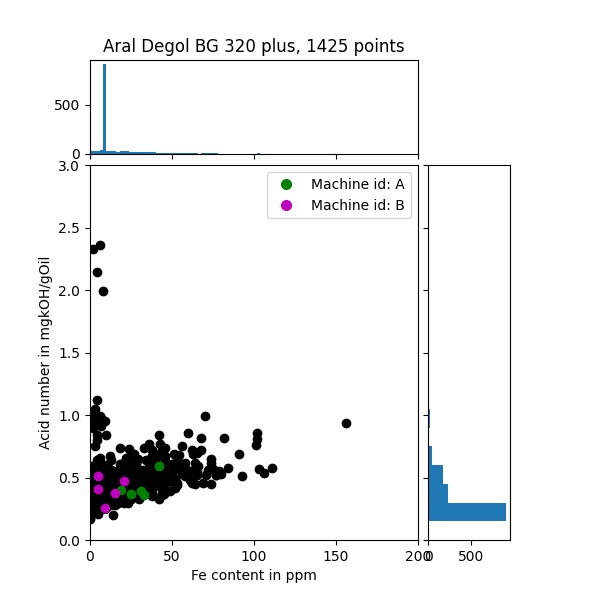 Aral Degol BG 320 plus, 1425 points
500
0
3.0
2.5
2.0
1.5
1.0
0.5
0.0
Acid number in mgkOH/gOil
Machine id: A
Machine id: B
0 50 100 150 200
0 500
Fe content in ppm